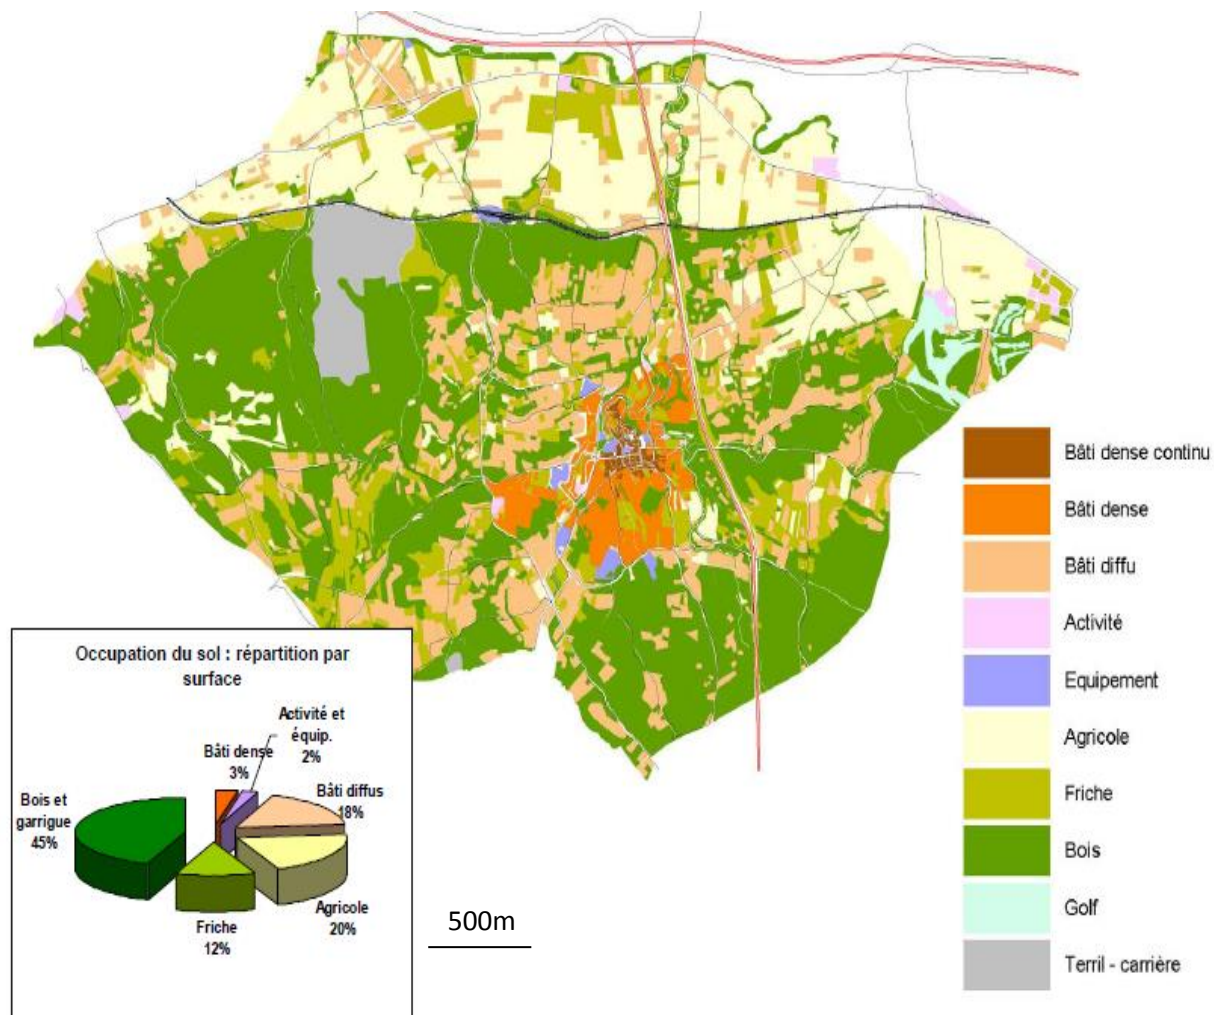 Bâti dense continu
Bâti dense
Bâti diffu
Activité
Equipement
Agricole
Friche
Bois
Golf
Terril - carrière
Occupation du sol : répartition par
surface
Activité et
équip.
2%
Bâti dense
3%
Bâti diffus
18%
Bois et
garrigue
45%
Agricole
20%
Friche
12%
500m